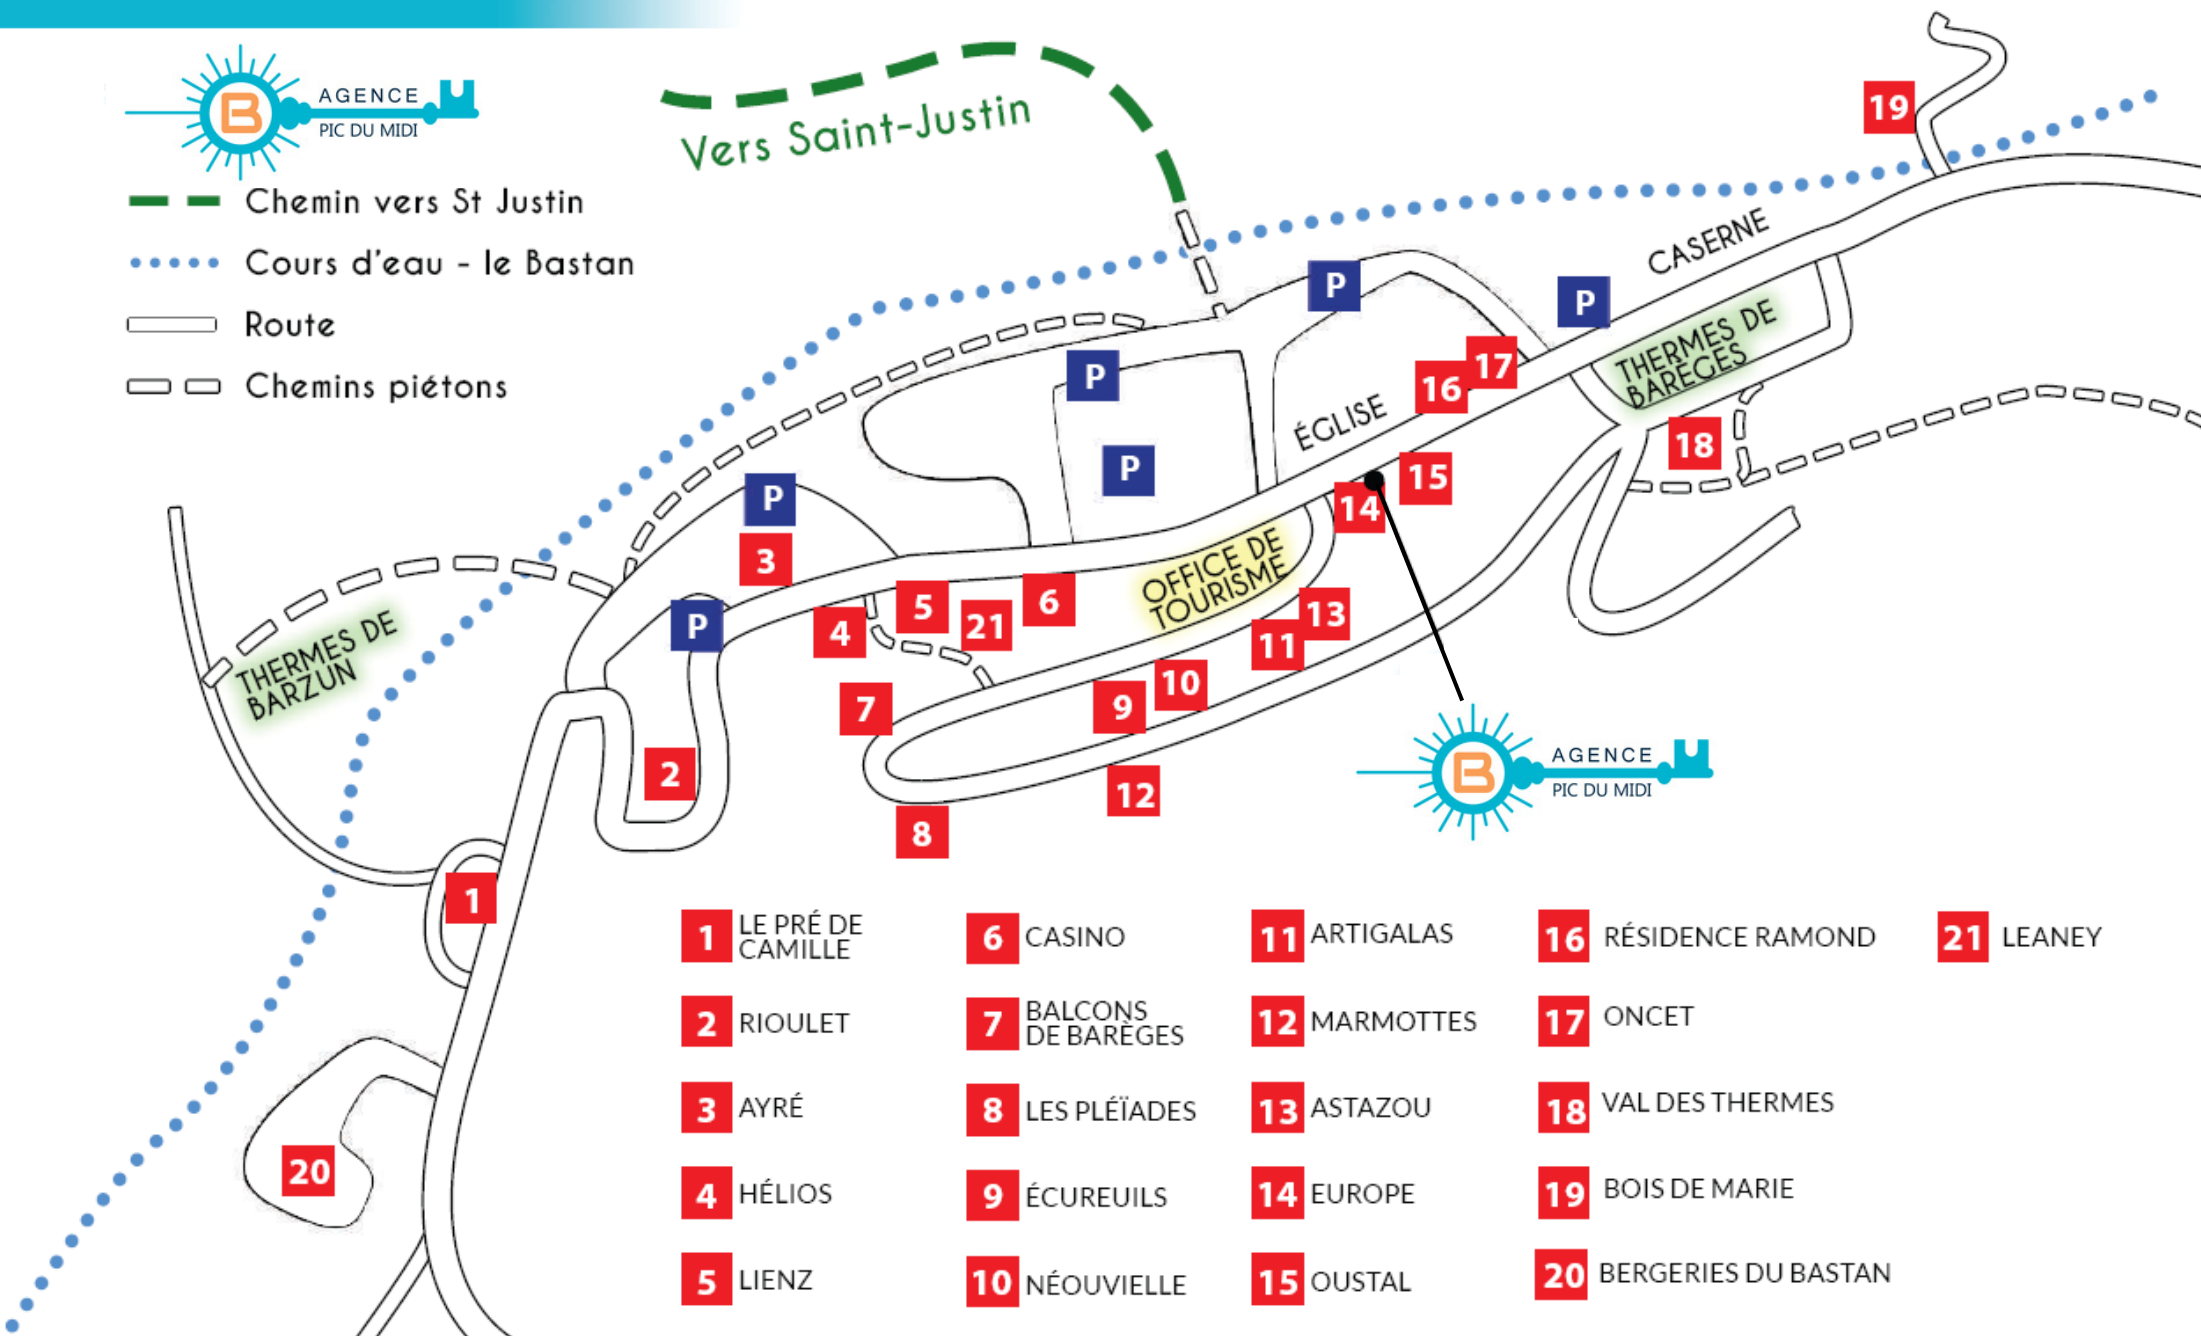 B
AGENCE
PIC DU MIDI
Chemin vers St Justin
Cours d'eau - le Bastan
Route
Chemins piétons
Vers Saint-Justin
19
CASERNE
P
P
THERMES DE
BARÈGES
P
17
16
ÉGLISE
18
P
15
14
P
3
OFFICE DE
TOURISME
5
6
21
4
P
13
11
THERMES DE
BARZUN
10
9
7
2
12
8
B
AGENCE
PIC DU MIDI
1
20
1 LE PRÉ DE
CAMILLE
2 RIOULET
3 AYRÉ
4 HÉLIOS
5 LIENZ
6 CASINO
7 BALCONS
DE BARÈGES
8 LES PLÉÏADES
9 ÉCUREUILS
10 NÉOUVIELLE
11 ARTIGALAS
12 MARMOTTES
13 ASTAZOU
14 EUROPE
15 OUSTAL
16 RÉSIDENCE RAMOND
17 ONCET
18 VAL DES THERMES
19 BOIS DE MARIE
20 BERGERIES DU BASTAN
21 LEANEY